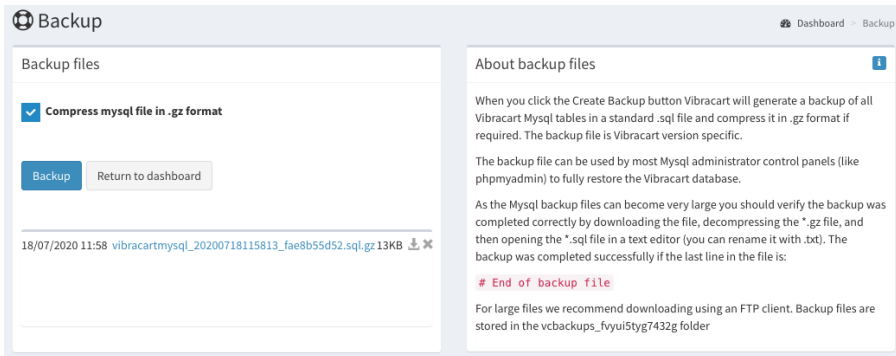 Backup
Dashboard > Backup
Backup files
Compress mysql file in .gz format
Backup
Return to dashboard
18/07/2020 11:58 vibracartmysql_20200718115813_fae8b55d52.sql.gz 13KB
About backup files
When you click the Create Backup button Vibracart will generate a backup of all
Vibracart Mysql tables in a standard .sql file and compress it in .gz format if
required. The backup file is Vibracart version specific.
The backup file can be used by most Mysql administrator control panels (like
phpmyadmin) to fully restore the Vibracart database.
As the Mysql backup files can become very large you should verify the backup was
completed correctly by downloading the file, decompressing the *.gz file, and
then opening the *.sql file in a text editor (you can rename it with .txt). The
backup was completed successfully if the last line in the file is:
# End of backup file
For large files we recommend downloading using an FTP client. Backup files are
stored in the vcbackups_fvyui5tyg7432g folder